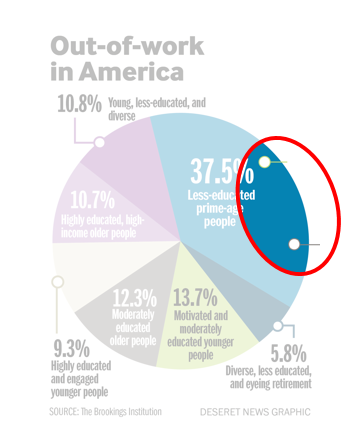 Out-of-work
in America
10.8%
Young, less-educated, and
diverse
37.5%
Less-educated
prime-age
people
10.7%
Highly educated, high-
income older people
12.3%
Moderately
educated
older people
13.7%
Motivated and
moderately
educated younger
people
9.3%
Highly educated
and engaged
younger people
5.8%
Diverse, less educated,
and eyeing retirement
SOURCE: The Brookings Institution
DESERET NEWS GRAPHIC